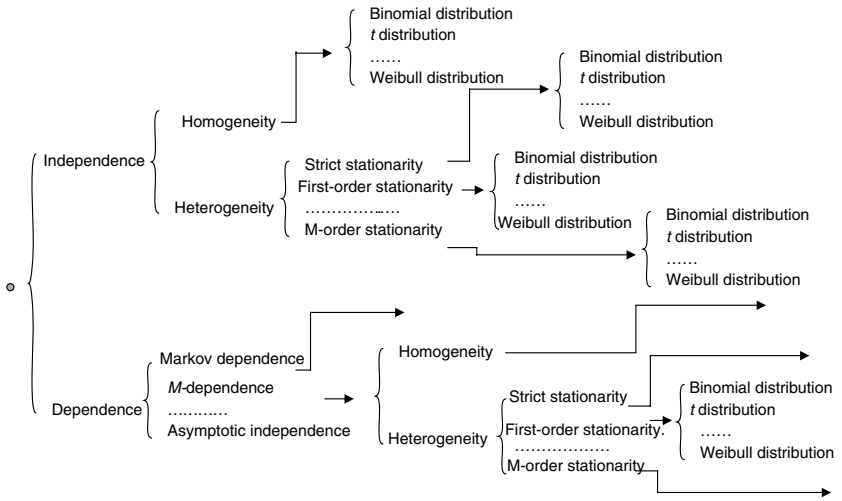 Binomial distribution
t distribution
……
Weibull distribution
Binomial distribution
t distribution
……
Weibull distribution
Homogeneity
Independence
Heterogeneity
Strict stationarity
First-order stationarity
…………………
M-order stationarity
Binomial distribution
t distribution
……
Weibull distribution
Binomial distribution
t distribution
……
Weibull distribution
Dependence
Markov dependence
M-dependence
…………
Asymptotic independence
Homogeneity
Heterogeneity
Strict stationarity
First-order stationarity.
………………
M-order stationarity
Binomial distribution
t distribution
……
Weibull distribution